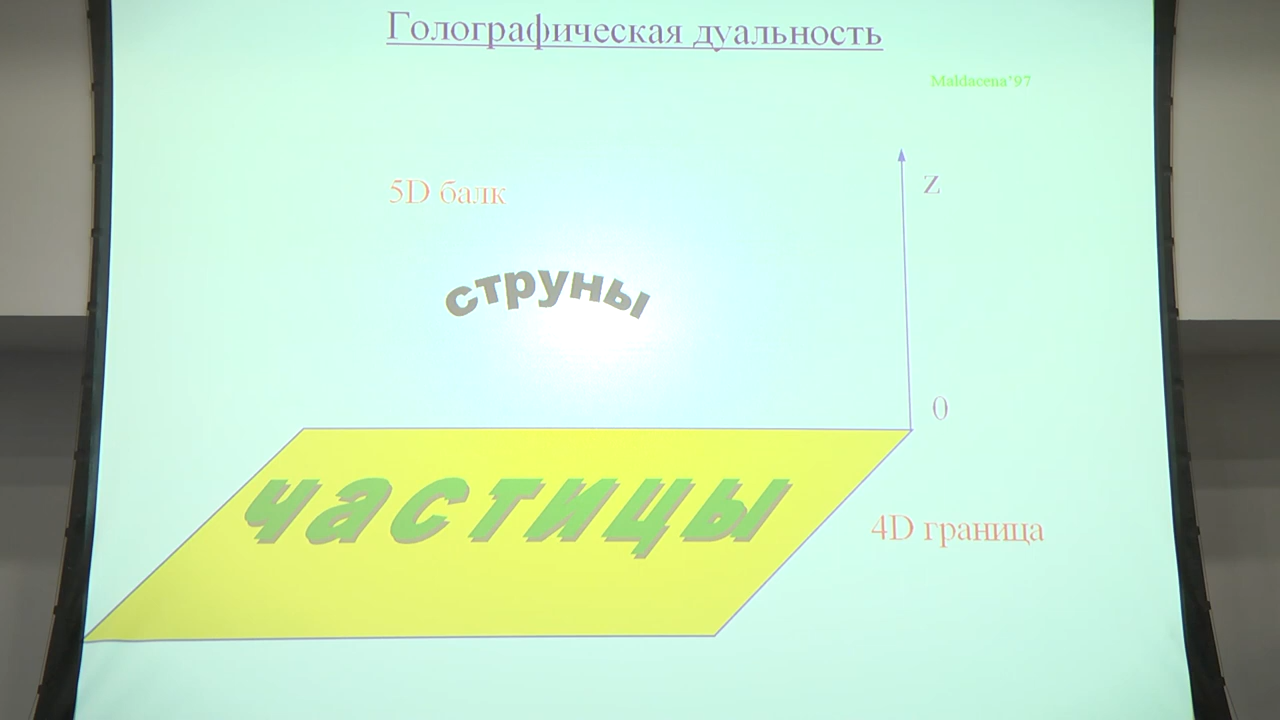 Голографическая дуальность
Maldacena'97
5D балк
z
струны
0
частицы
4D граница